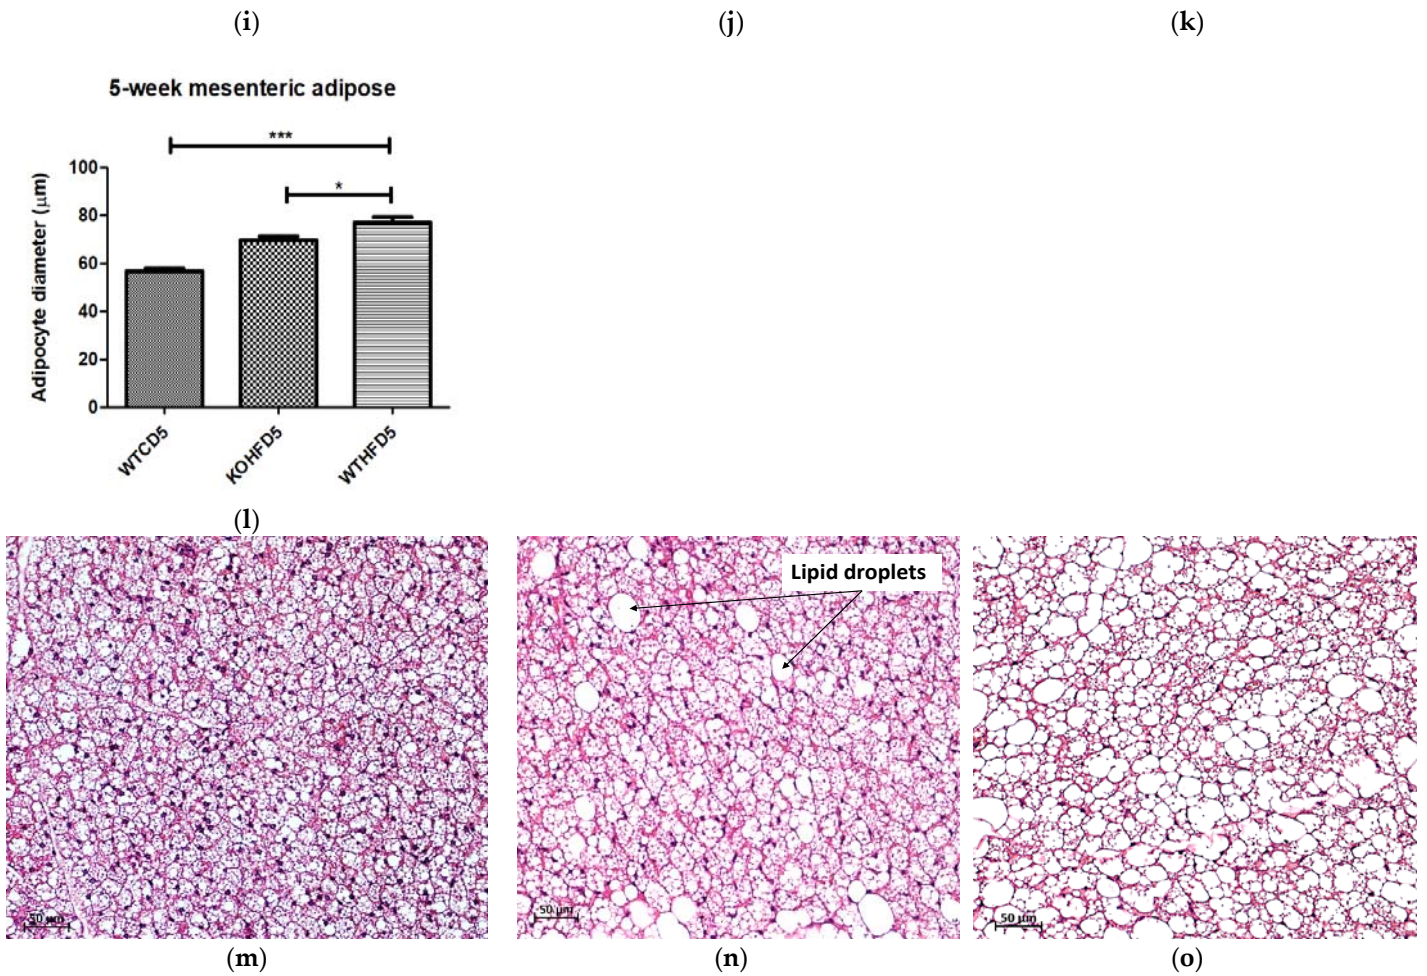 (i) (j) (k)
5-week mesenteric adipose
***
*
Adipocyte diameter (μm)
100
80
60
40
20
0
WTCD5 KOHFD5 WTHFD5
(l)
Lipid droplets
50 μm 50 μm 50 μm
(m) (n) (o)